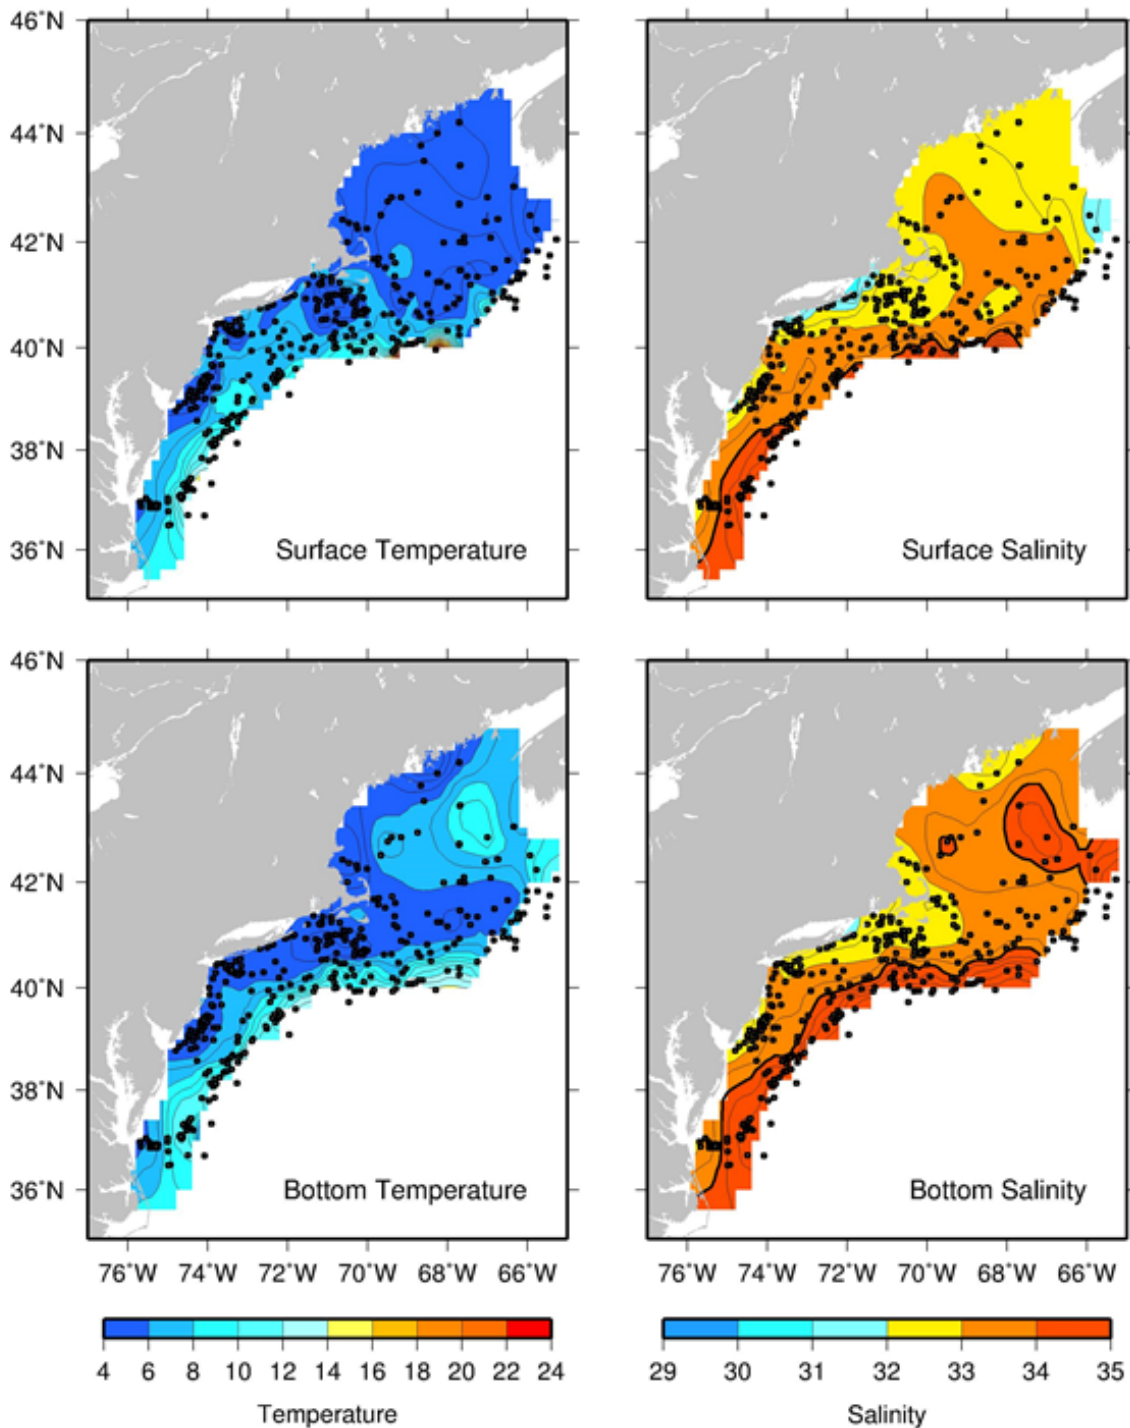 46°N
44°N
42°N
40°N
38°N
36°N
Surface Temperature
Surface Salinity
46°N
44°N
42°N
40°N
38°N
36°N
Bottom Temperature
Bottom Salinity
76°W 74°W 72°W 70°W 68°W 66°W
76°W 74°W 72°W 70°W 68°W 66°W
4 6 8 10 12 14 16 18 20 22 24
29 30 31 32 33 34 35
Temperature
Salinity